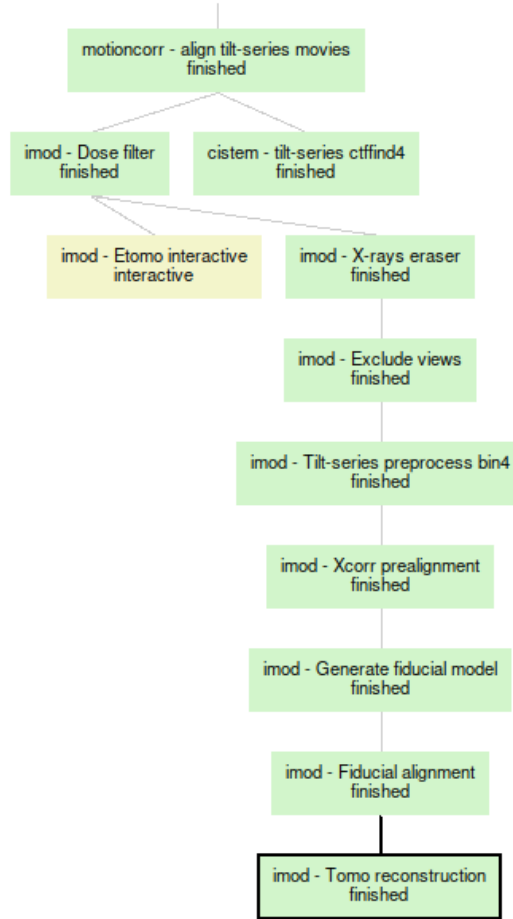 motioncorr - align tilt-series movies
finished
imod - Dose filter
finished
cistem - tilt-series ctffind4
finished
imod - Etomo interactive
interactive
imod - X-rays eraser
finished
imod - Exclude views
finished
imod - Tilt-series preprocess bin4
finished
imod - Xcorr prealignment
finished
imod - Generate fiducial model
finished
imod - Fiducial alignment
finished
imod - Tomo reconstruction
finished